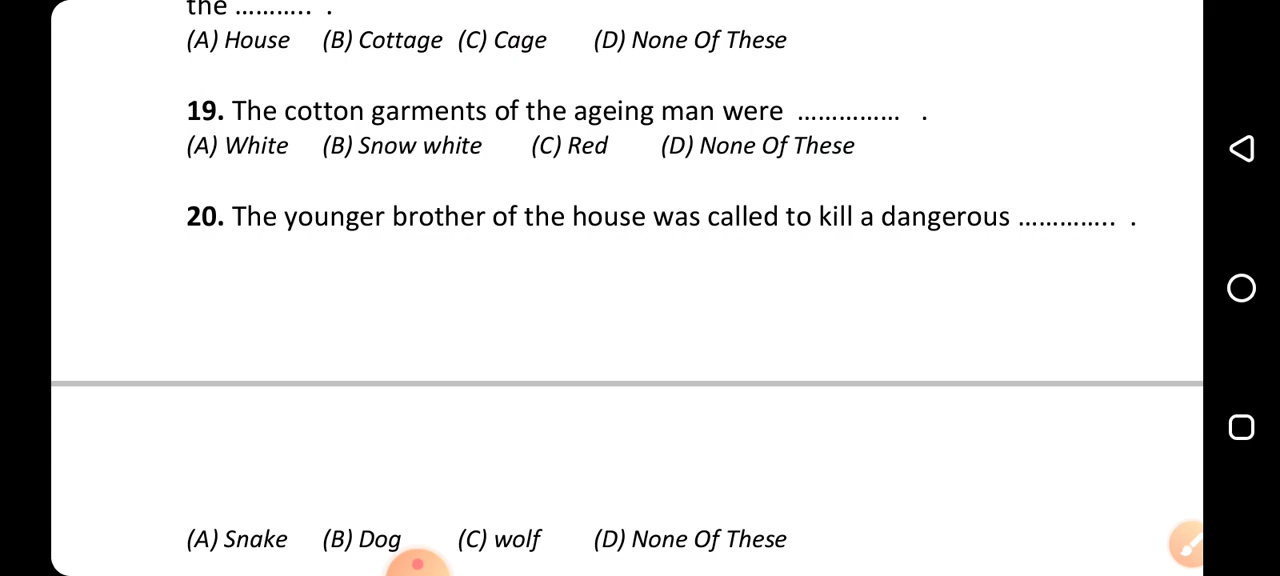 the ........... .
(A) House (B) Cottage (C) Cage (D) None Of These
19. The cotton garments of the ageing man were ............... .
(A) White (B) Snow white (C) Red (D) None Of These
20. The younger brother of the house was called to kill a dangerous .............. .
(A) Snake (B) Dog (C) wolf (D) None Of These